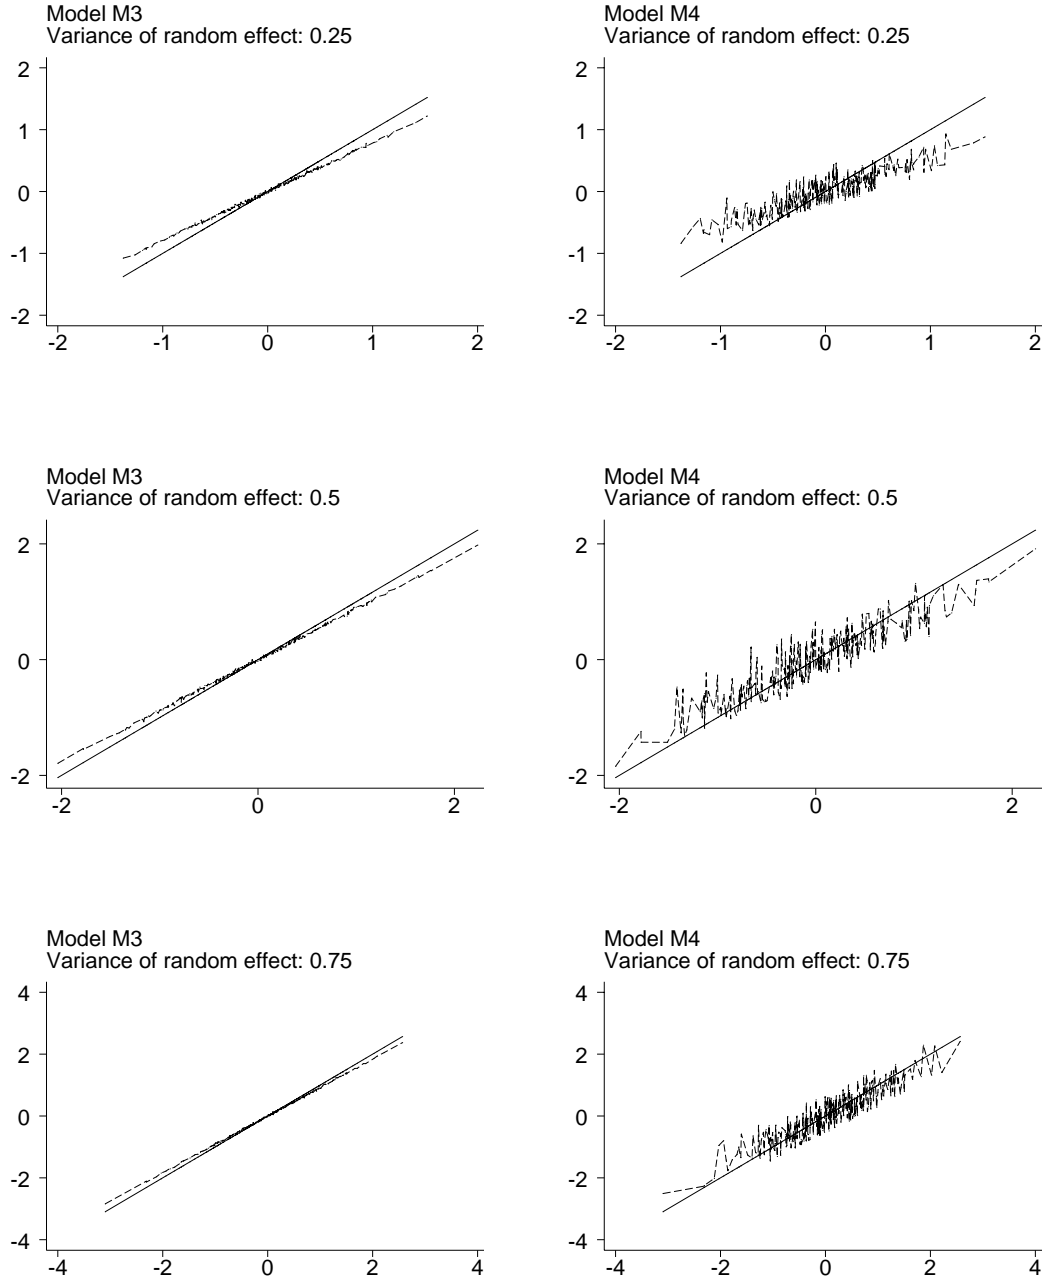 Model M3
Variance of random effect: 0.25
2
1
0
-1
-2
-2 -1 0 1 2
Model M4
Variance of random effect: 0.25
2
1
0
-1
-2
-2 -1 0 1 2
Model M3
Variance of random effect: 0.5
2
0
-2
-2 0 2
Model M4
Variance of random effect: 0.5
2
0
-2
-2 0 2
Model M3
Variance of random effect: 0.75
4
2
0
-2
-4
-4 -2 0 2 4
Model M4
Variance of random effect: 0.75
4
2
0
-2
-4
-4 -2 0 2 4